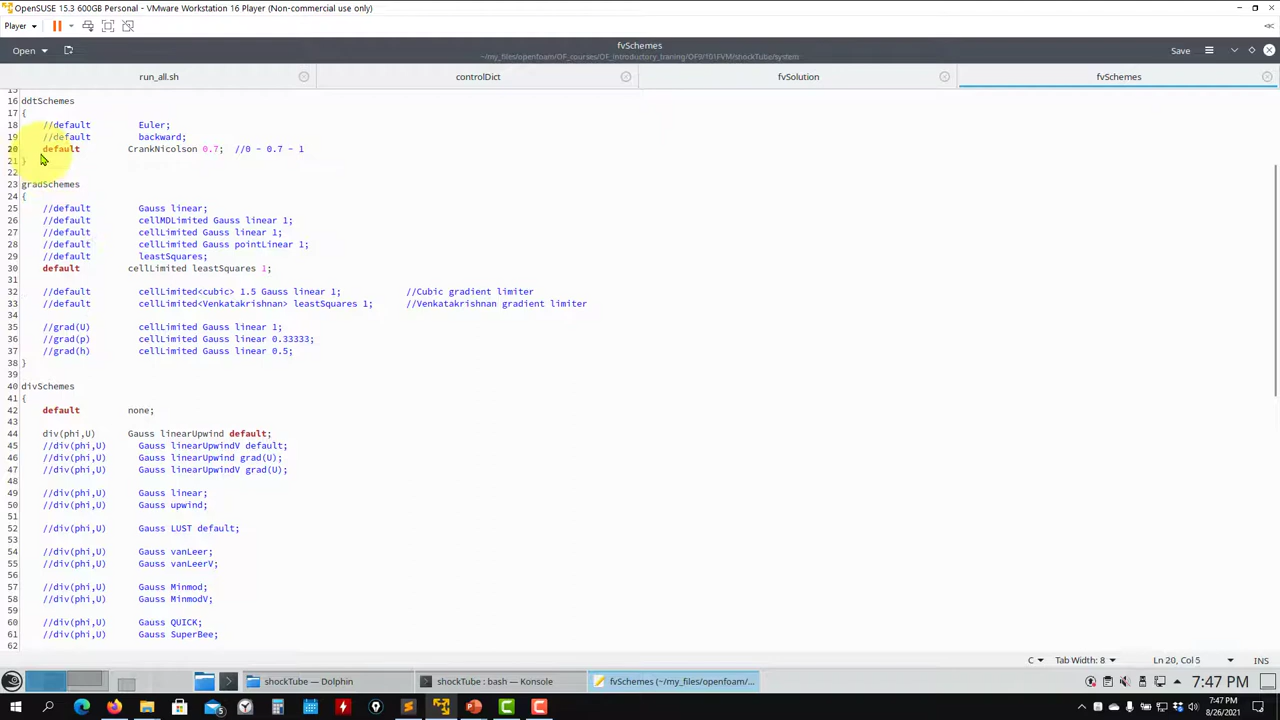 OpenSUSE 15.3 600GB Personal - VMware Workstation 16 Player (Non-commercial use only)
Player
Open
fvSchemes
Save
run_all.sh
controlDict
fvSolution
fvSchemes
15
16 ddtSchemes
17 {
18 //default Euler;
19 //default backward;
20 default CrankNicolson 0.7; //0 - 0.7 - 1
21 }
22
23 gradSchemes
24 {
25 //default Gauss linear;
26 //default cellMDLimited Gauss linear 1;
27 //default cellLimited Gauss linear 1;
28 //default cellLimited Gauss pointLinear 1;
29 //default leastSquares;
30 default cellLimited leastSquares 1;
31
32 //default cellLimited<cubic> 1.5 Gauss linear 1; //Cubic gradient limiter
33 //default cellLimited<Venkatakrishnan> leastSquares 1; //Venkatakrishnan gradient limiter
34
35 //grad(U) cellLimited Gauss linear 1;
36 //grad(p) cellLimited Gauss linear 0.33333;
37 //grad(h) cellLimited Gauss linear 0.5;
38 }
39
40 divSchemes
41 {
42 default none;
43
44 div(phi,U) Gauss linearUpwind default;
45 //div(phi,U) Gauss linearUpwindV default;
46 //div(phi,U) Gauss linearUpwind grad(U);
47 //div(phi,U) Gauss linearUpwindV grad(U);
48
49 //div(phi,U) Gauss linear;
50 //div(phi,U) Gauss upwind;
51
52 //div(phi,U) Gauss LUST default;
53
54 //div(phi,U) Gauss vanLeer;
55 //div(phi,U) Gauss vanLeerV;
56
57 //div(phi,U) Gauss Minmod;
58 //div(phi,U) Gauss MinmodV;
59
60 //div(phi,U) Gauss QUICK;
61 //div(phi,U) Gauss SuperBee;
62
C Tab Width: 8 Ln 20, Col 5 INS
shockTube — Dolphin
shockTube : bash — Konsole
fvSchemes (~/my_files/openfoam/...
7:47 PM
7:47 PM
8/26/2021